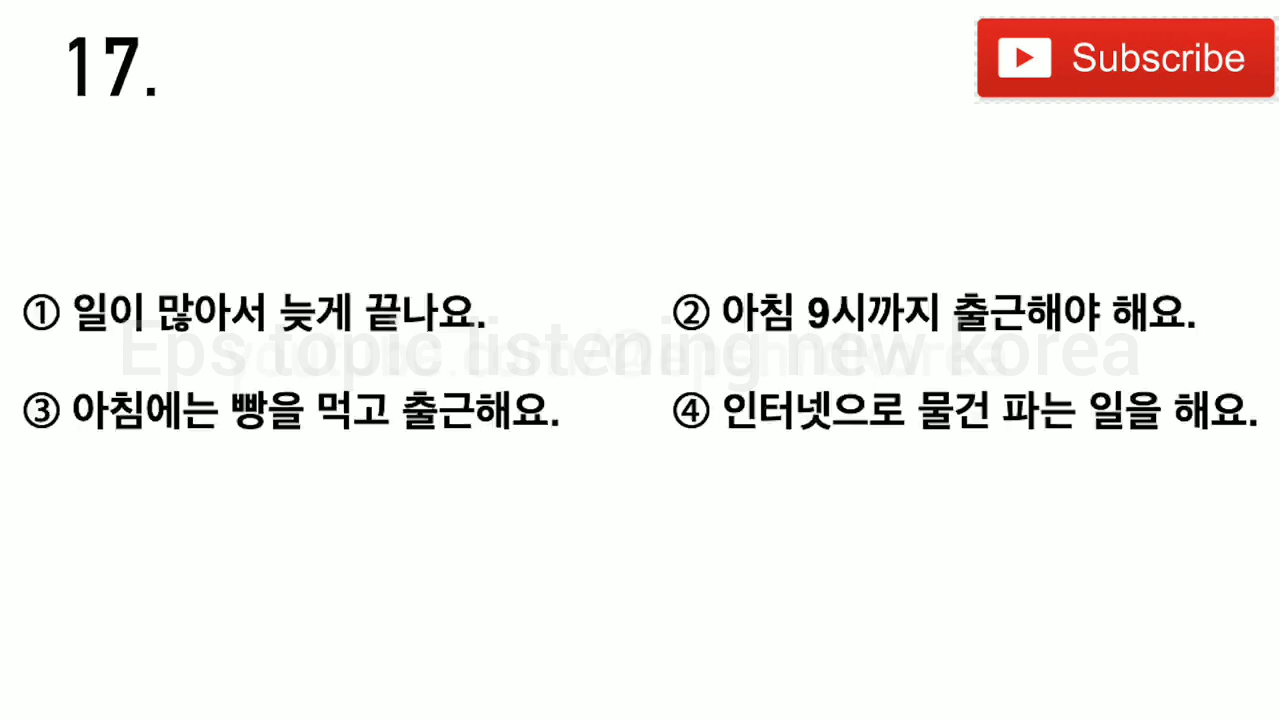 17.
Subscribe
① 일이 많아서 늦게 끝나요.
② 아침 9시까지 출근해야 해요.
Eps topic listening new korea
③ 아침에는 빵을 먹고 출근해요.
④ 인터넷으로 물건 파는 일을 해요.